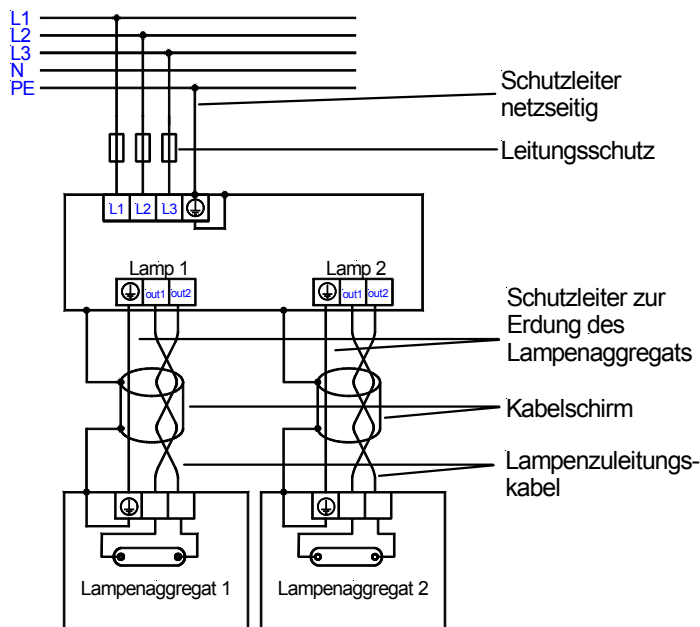 L1
L2
L3
N
PE
Schutzleiter
netzseitig
Leitungsschutz
L1 L2 L3
Lamp 1
Lamp 2
out1 out2
out1 out2
Schutzleiter zur
Erdung des
Lampenaggregats
Kabelschirm
Lampenzuleitungs-
kabel
Lampenaggregat 1
Lampenaggregat 2